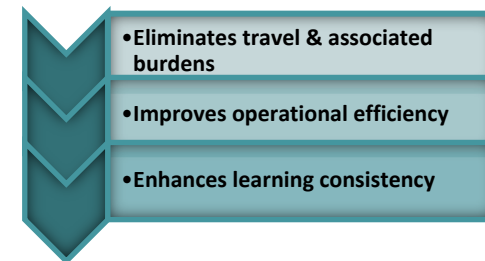 •Eliminates travel & associated
burdens
•Improves operational efficiency
•Enhances learning consistency